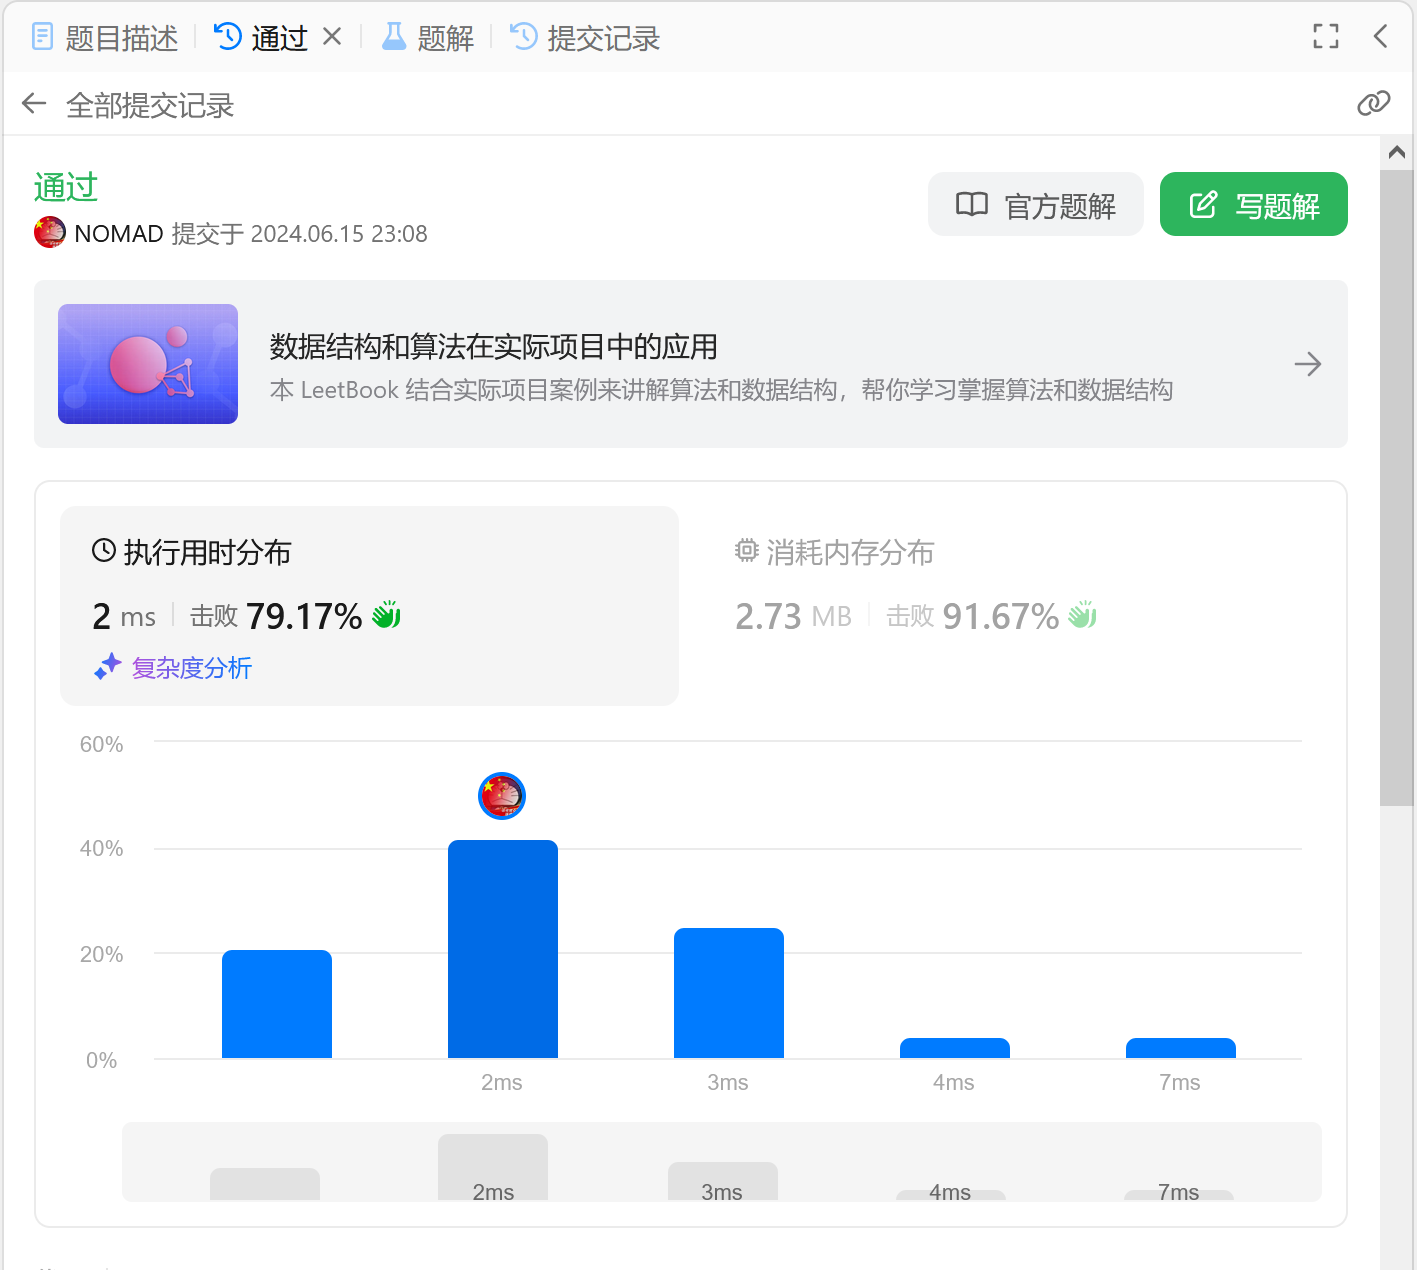 题目描述 通过 题解 提交记录
全部提交记录
通过
NOMAD 提交于 2024.06.15 23:08
官方题解
写题解
数据结构和算法在实际项目中的应用
本 LeetBook 结合实际项目案例来讲解算法和数据结构，帮你学习掌握算法和数据结构
执行用时分布
2 ms 击败 79.17%
复杂度分析
消耗内存分布
2.73 MB 击败 91.67%
60%
40%
20%
0%
2ms 3ms 4ms 7ms
2ms 3ms 4ms 7ms